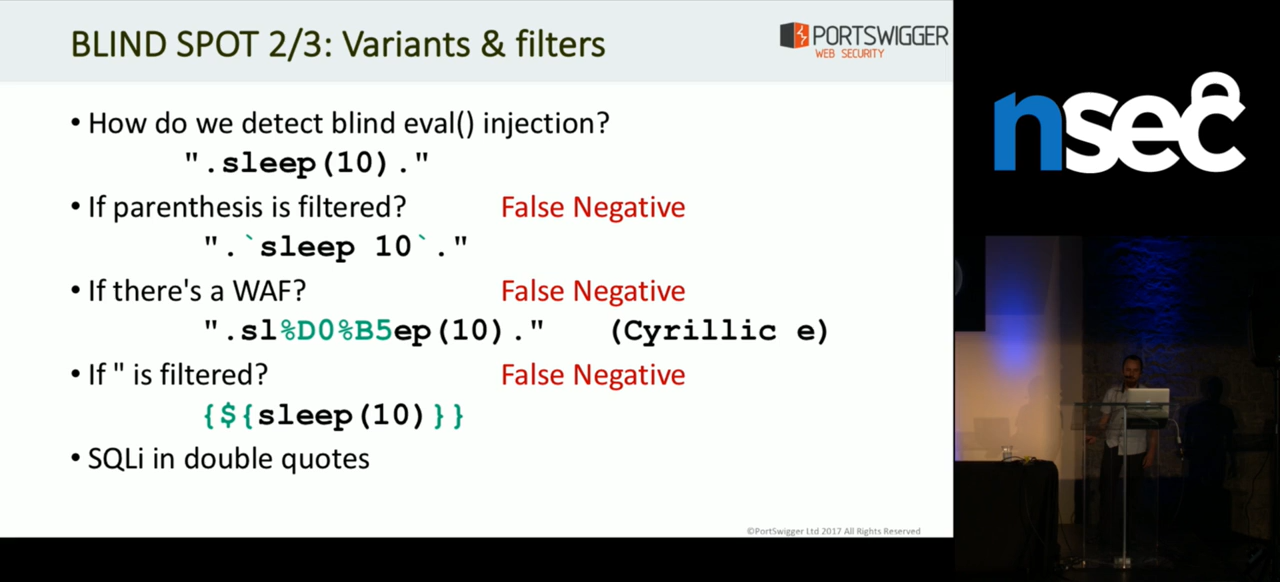 BLIND SPOT 2/3: Variants & filters
PORTSWIGGER
WEB SECURITY
• How do we detect blind eval() injection?
".sleep(10)."
• If parenthesis is filtered? False Negative
".`sleep 10`."
• If there's a WAF? False Negative
".sl%D0%B5ep(10)." (Cyrillic e)
• If " is filtered? False Negative
{${sleep(10)}}
• SQLi in double quotes
©PortSwigger Ltd 2017 All Rights Reserved
nsec